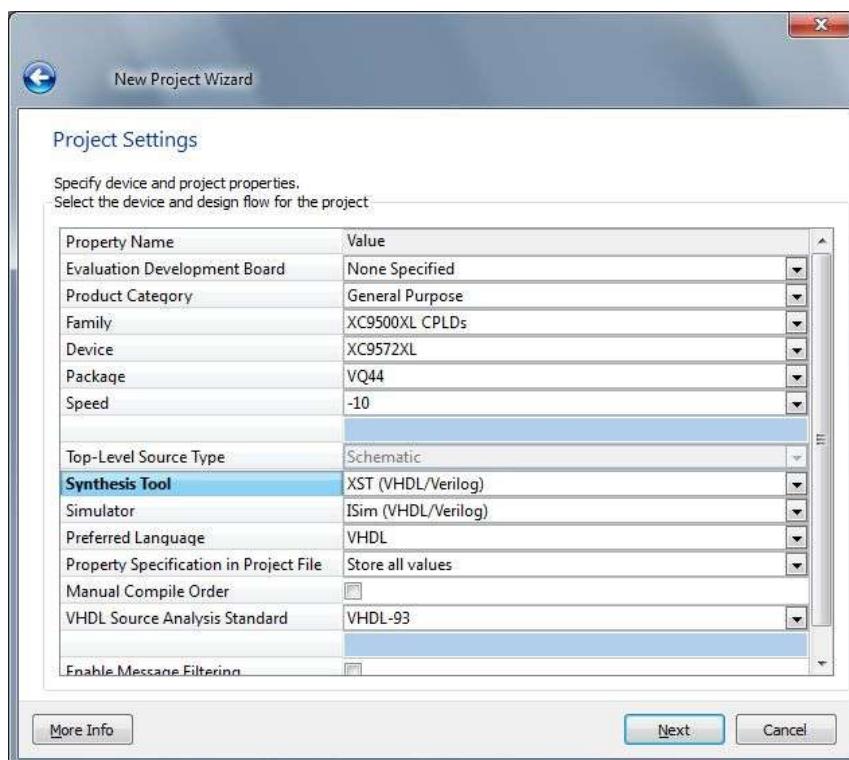 New Project Wizard
Project Settings
Specify device and project properties.
Select the device and design flow for the project
Property Name Value
Evaluation Development Board None Specified
Product Category General Purpose
Family XC9500XL CPLDs
Device XC9572XL
Package VQ44
Speed -10
Top-Level Source Type Schematic
Synthesis Tool XST (VHDL/Verilog)
Simulator ISim (VHDL/Verilog)
Preferred Language VHDL
Property Specification in Project File Store all values
Manual Compile Order
VHDL Source Analysis Standard VHDL-93
Enable Message Filtering
More Info Next Cancel